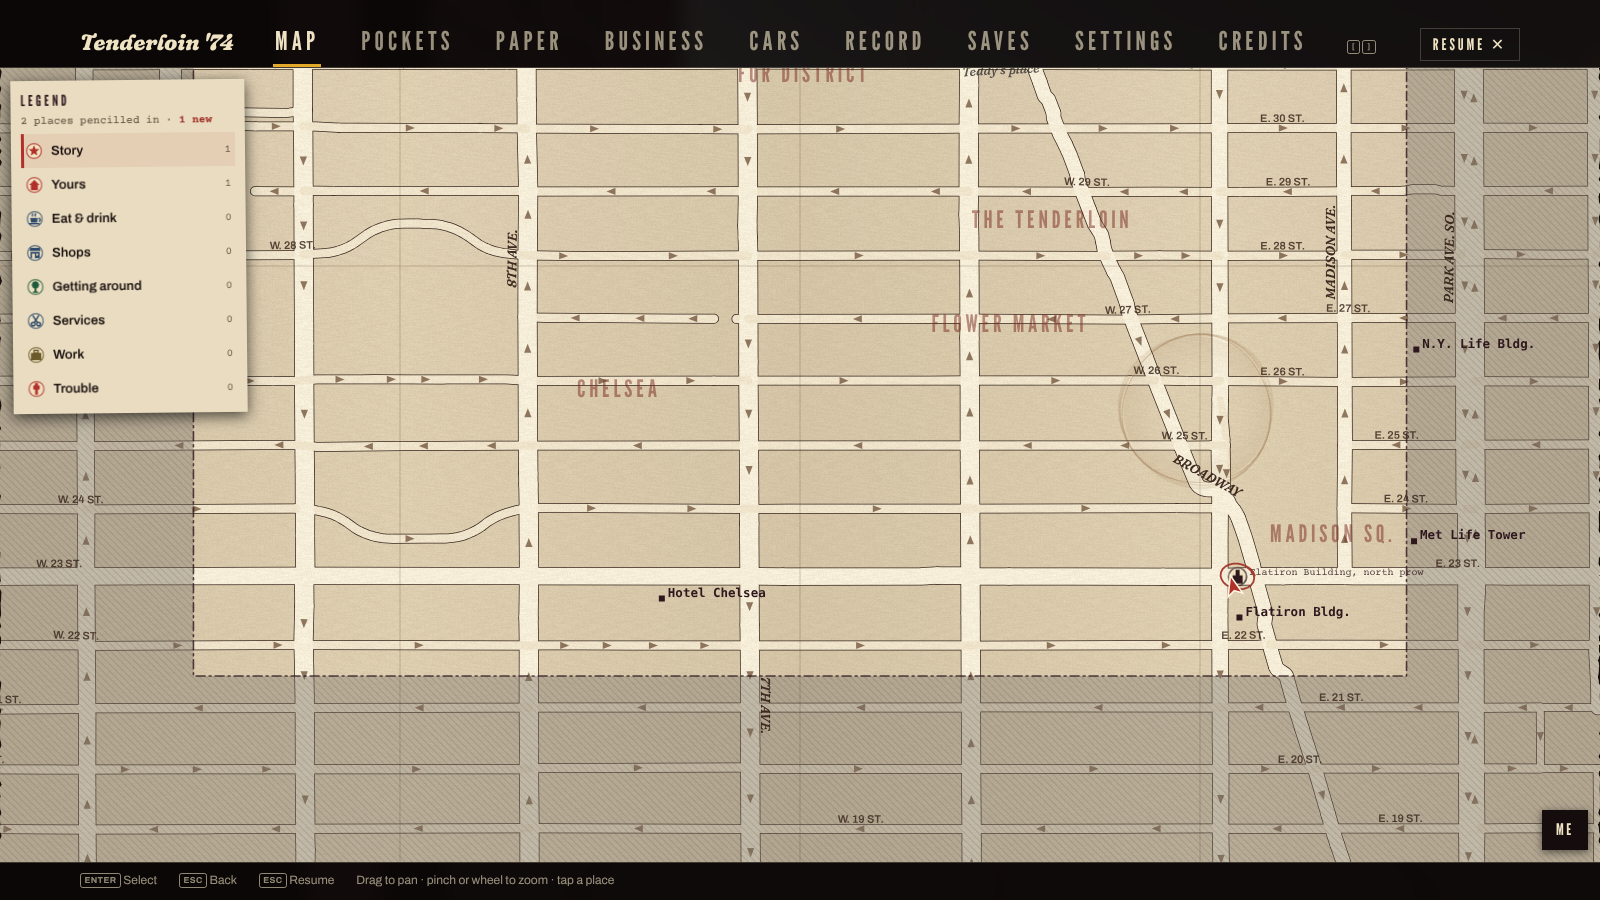 Tenderloin '74
MAP
POCKETS
PAPER
BUSINESS
CARS
RECORD
SAVES
SETTINGS
CREDITS
[ ]
RESUME ✕
LEGEND
2 places pencilled in · 1 new
Story 1
Yours 1
Eat & drink 0
Shops 0
Getting around 0
Services 0
Work 0
Trouble 0
FUR DISTRICT
Teddy's place
E. 30 ST.
W. 29 ST.
E. 29 ST.
THE TENDERLOIN
W. 28 ST.
8TH AVE.
E. 28 ST.
MADISON AVE.
PARK AVE. SO.
W. 27 ST.
E. 27 ST.
FLOWER MARKET
N.Y. Life Bldg.
W. 26 ST.
E. 26 ST.
CHELSEA
W. 25 ST.
E. 25 ST.
BROADWAY
W. 24 ST.
E. 24 ST.
MADISON SQ.
Met Life Tower
W. 23 ST.
E. 23 ST.
Flatiron Building, north prow
Hotel Chelsea
Flatiron Bldg.
W. 22 ST.
E. 22 ST.
ST.
7TH AVE.
E. 21 ST.
E. 20 ST.
W. 19 ST.
E. 19 ST.
ME
ENTER Select
ESC Back
ESC Resume
Drag to pan · pinch or wheel to zoom · tap a place